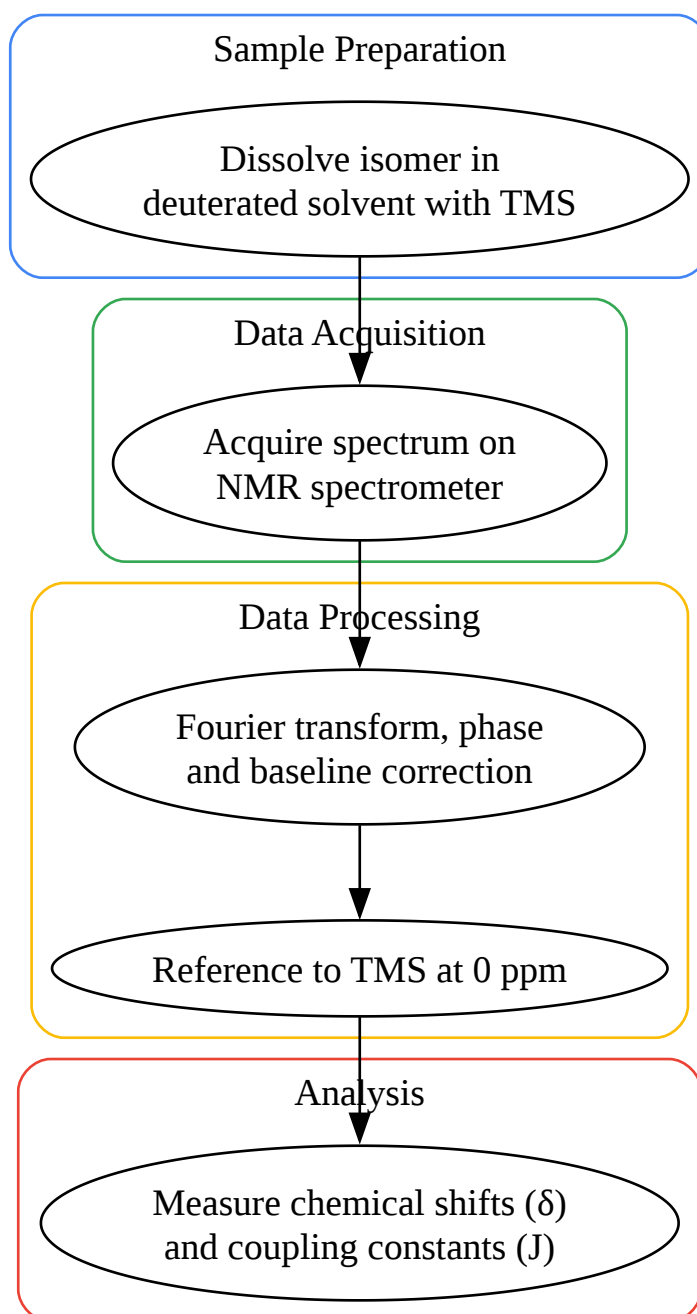 Sample Preparation
Dissolve isomer in
deuterated solvent with TMS
Data Acquisition
Acquire spectrum on
NMR spectrometer
Data Processing
Fourier transform, phase
and baseline correction
Reference to TMS at 0 ppm
Analysis
Measure chemical shifts (δ)
and coupling constants (J)